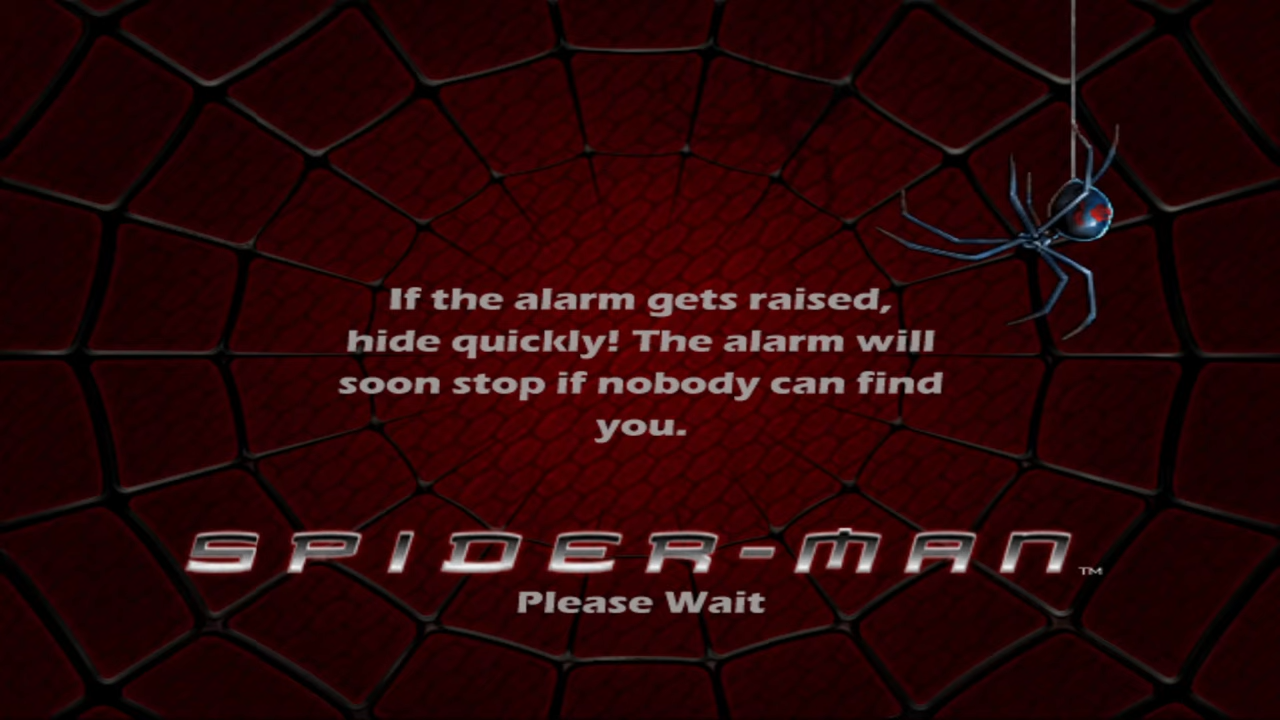 If the alarm gets raised,
hide quickly! The alarm will
soon stop if nobody can find
you.
SPIDER-MAN™
Please Wait